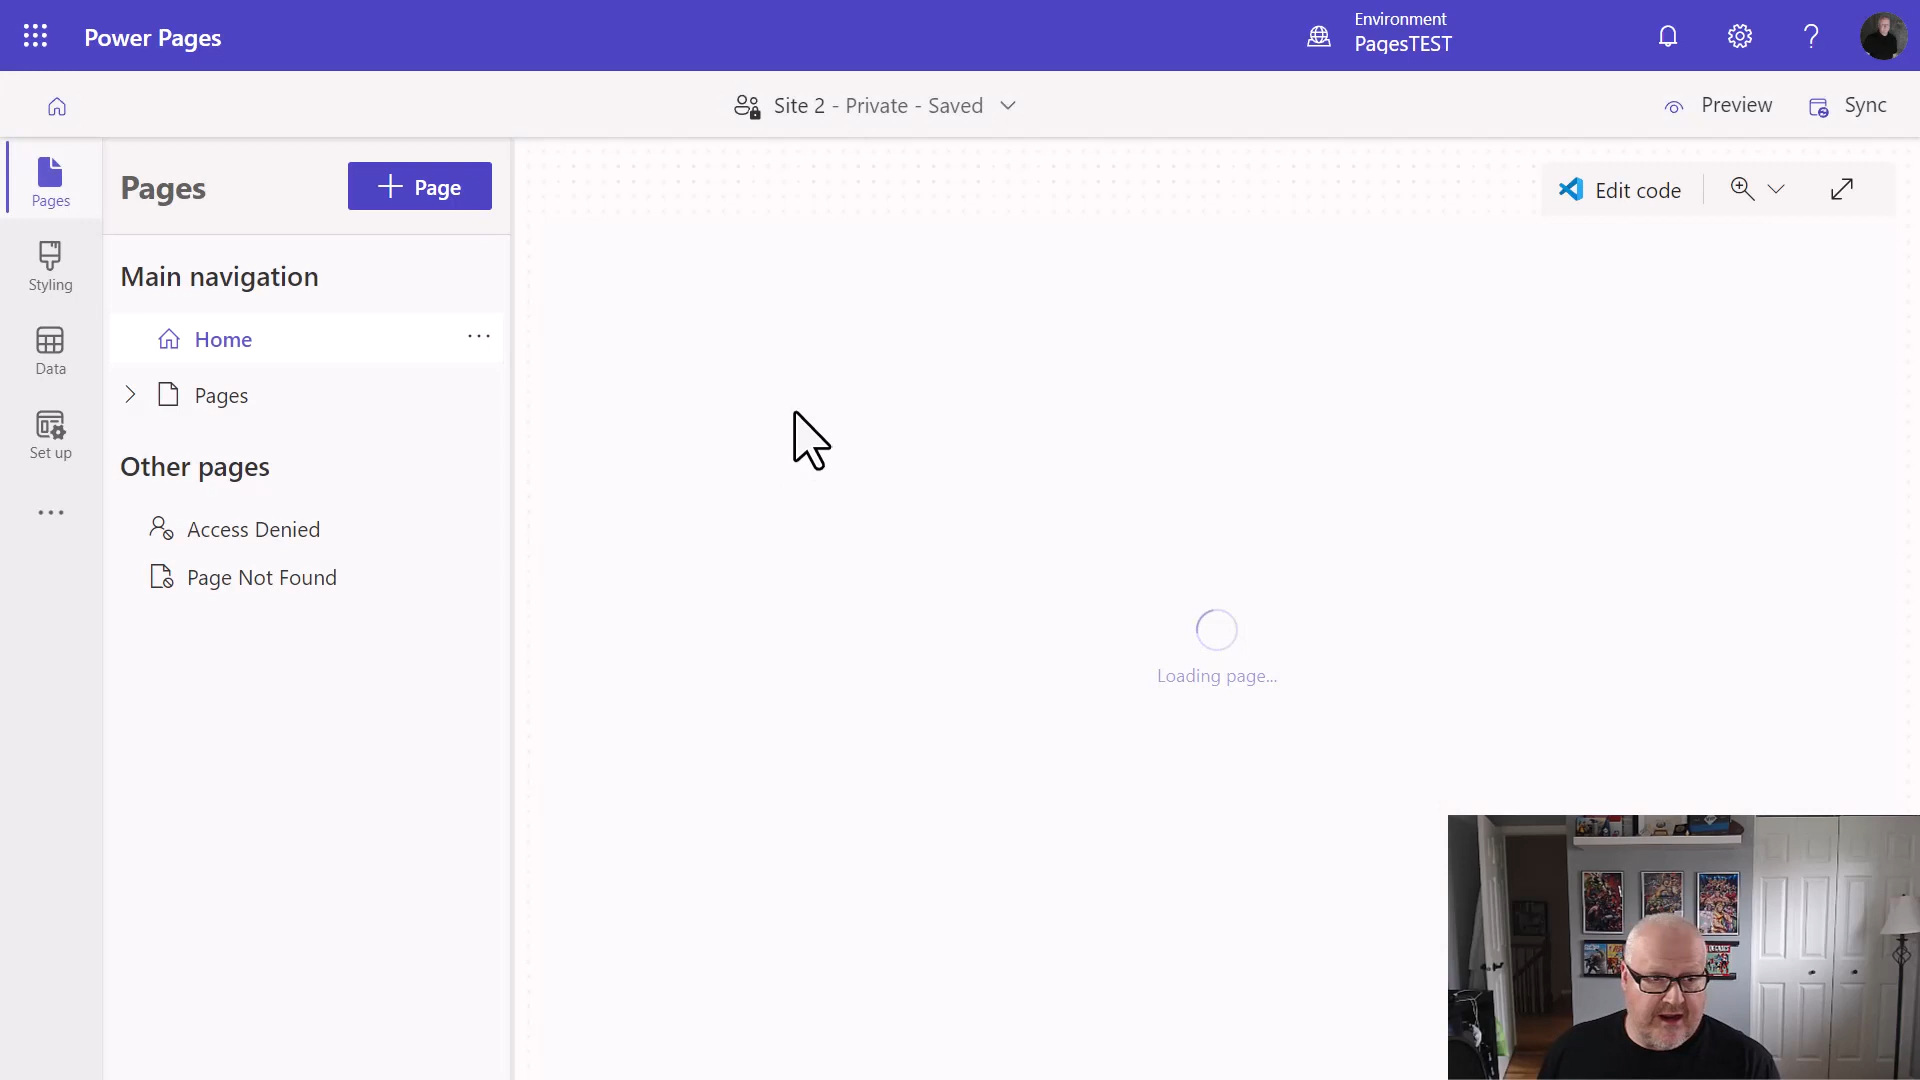 Power Pages
Environment
PagesTEST
Site 2 - Private - Saved
Preview
Sync
Pages
Styling
Data
Set up
Pages
Page
Main navigation
Home
Pages
Other pages
Access Denied
Page Not Found
Edit code
Loading page...